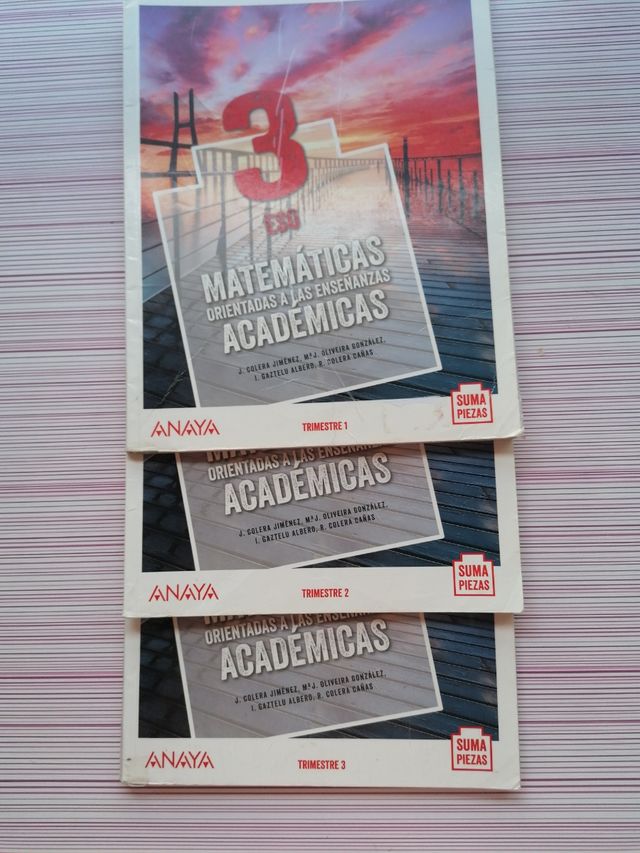 3
ESO
MATEMÁTICAS
ORIENTADAS A LAS ENSEÑANZAS
ACADÉMICAS
J. COLERA JIMÉNEZ, Mª J. OLIVEIRA GONZÁLEZ,
I. GAZTELU ALBERO, R. COLERA CAÑAS
SUMA
PIEZAS
ANAYA
TRIMESTRE 1
ORIENTADAS A LAS ENSEÑANZAS
ACADÉMICAS
J. COLERA JIMÉNEZ, Mª J. OLIVEIRA GONZÁLEZ,
I. GAZTELU ALBERO, R. COLERA CAÑAS
SUMA
PIEZAS
ANAYA
TRIMESTRE 2
ORIENTADAS A LAS ENSEÑANZAS
ACADÉMICAS
J. COLERA JIMÉNEZ, Mª J. OLIVEIRA GONZÁLEZ,
I. GAZTELU ALBERO, R. COLERA CAÑAS
SUMA
PIEZAS
ANAYA
TRIMESTRE 3